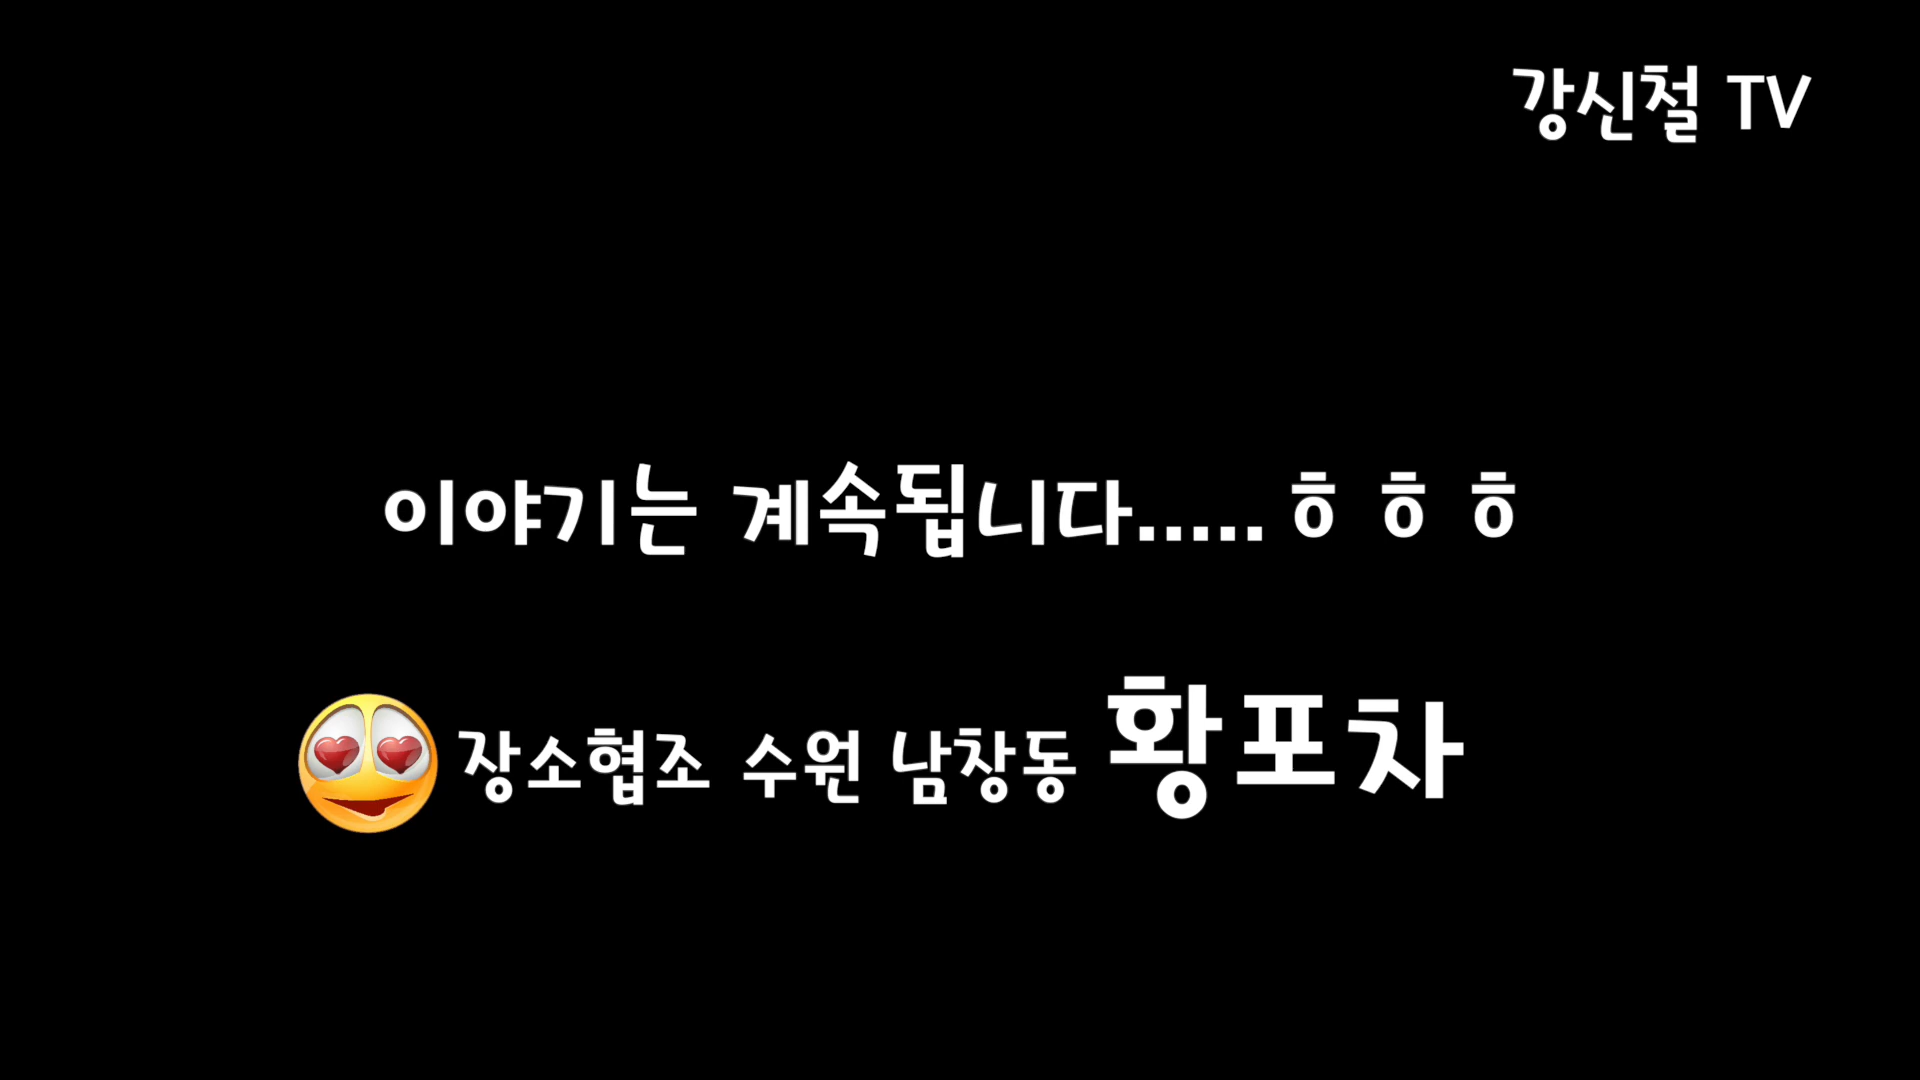 강신철 TV
이야기는 계속됩니다.....ㅎ ㅎ ㅎ
장소협조 수원 남창동 황포차